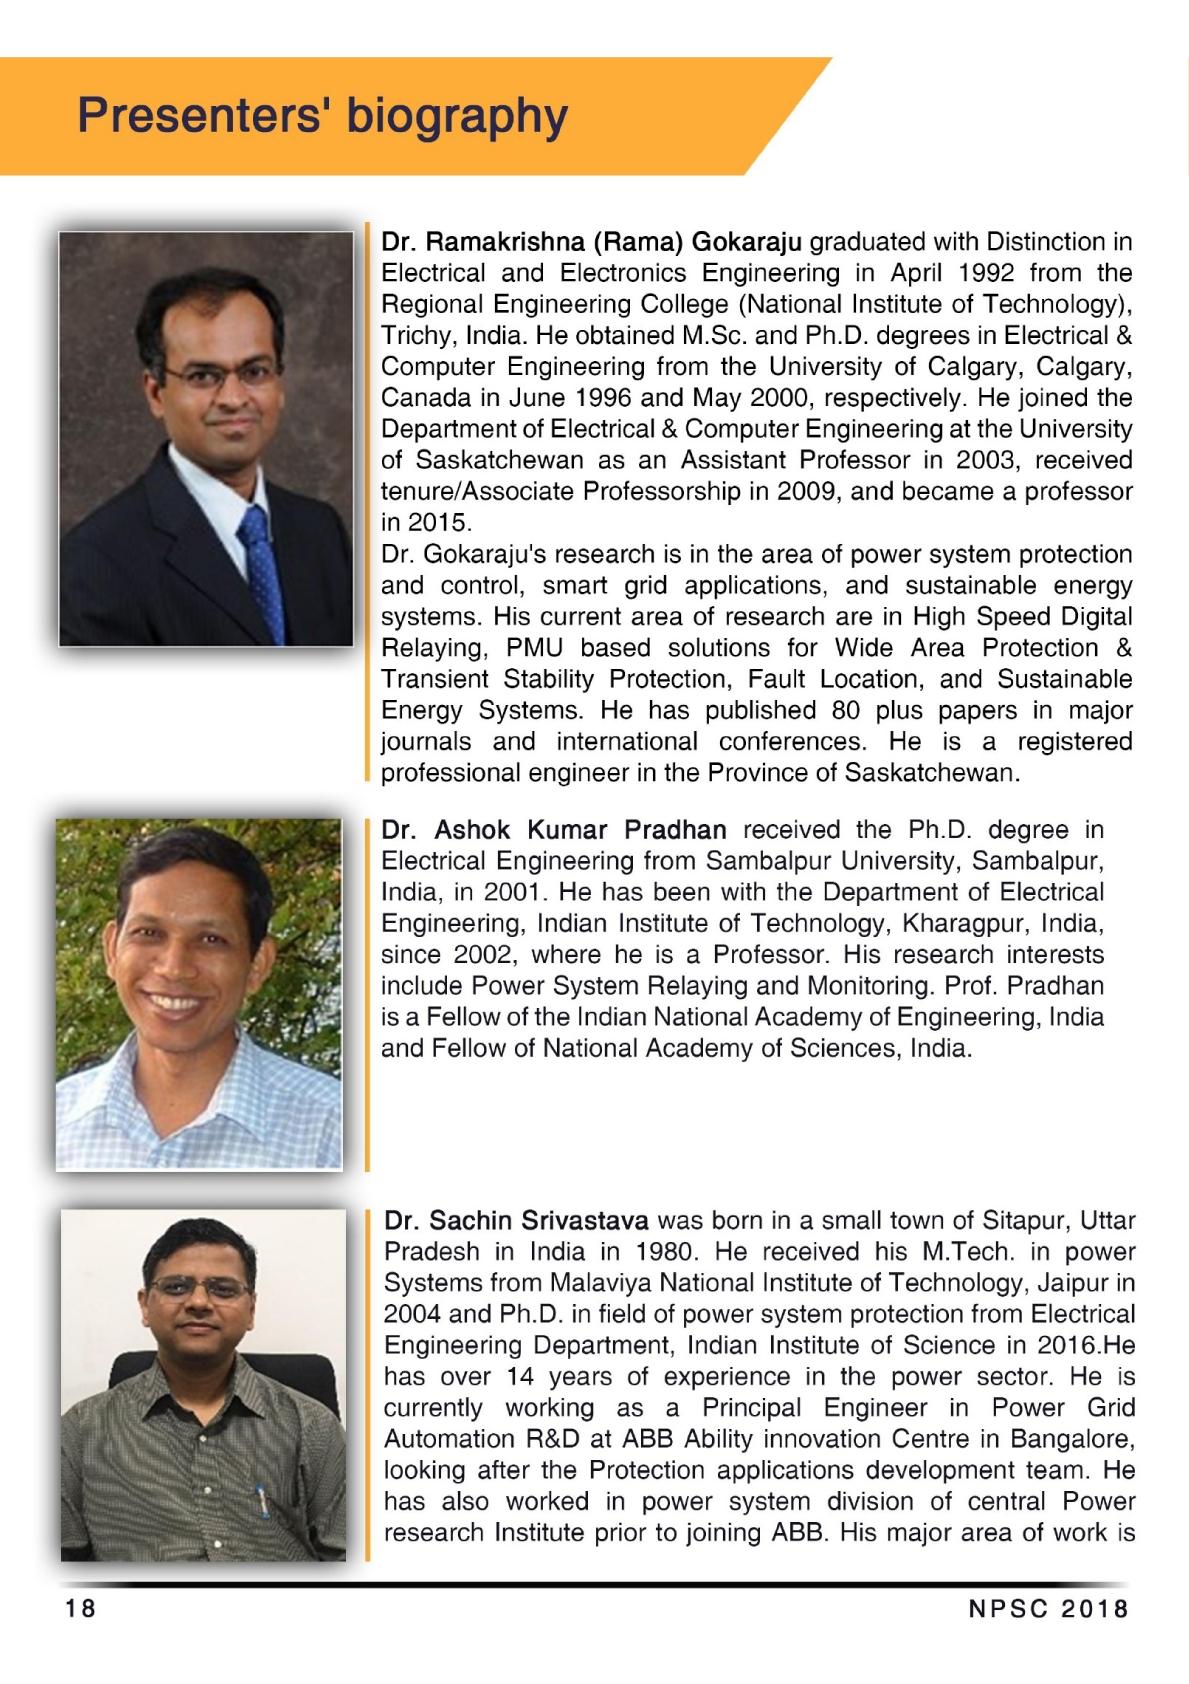 Presenters' biography
Dr. Ramakrishna (Rama) Gokaraju graduated with Distinction in
Electrical and Electronics Engineering in April 1992 from the
Regional Engineering College (National Institute of Technology),
Trichy, India. He obtained M.Sc. and Ph.D. degrees in Electrical &
Computer Engineering from the University of Calgary, Calgary,
Canada in June 1996 and May 2000, respectively. He joined the
Department of Electrical & Computer Engineering at the University
of Saskatchewan as an Assistant Professor in 2003, received
tenure/Associate Professorship in 2009, and became a professor
in 2015.
Dr. Gokaraju's research is in the area of power system protection
and control, smart grid applications, and sustainable energy
systems. His current area of research are in High Speed Digital
Relaying, PMU based solutions for Wide Area Protection &
Transient Stability Protection, Fault Location, and Sustainable
Energy Systems. He has published 80 plus papers in major
journals and international conferences. He is a registered
professional engineer in the Province of Saskatchewan.
Dr. Ashok Kumar Pradhan received the Ph.D. degree in
Electrical Engineering from Sambalpur University, Sambalpur,
India, in 2001. He has been with the Department of Electrical
Engineering, Indian Institute of Technology, Kharagpur, India,
since 2002, where he is a Professor. His research interests
include Power System Relaying and Monitoring. Prof. Pradhan
is a Fellow of the Indian National Academy of Engineering, India
and Fellow of National Academy of Sciences, India.
Dr. Sachin Srivastava was born in a small town of Sitapur, Uttar
Pradesh in India in 1980. He received his M.Tech. in power
Systems from Malaviya National Institute of Technology, Jaipur in
2004 and Ph.D. in field of power system protection from Electrical
Engineering Department, Indian Institute of Science in 2016.He
has over 14 years of experience in the power sector. He is
currently working as a Principal Engineer in Power Grid
Automation R&D at ABB Ability innovation Centre in Bangalore,
looking after the Protection applications development team. He
has also worked in power system division of central Power
research Institute prior to joining ABB. His major area of work is
18
NPSC 2018